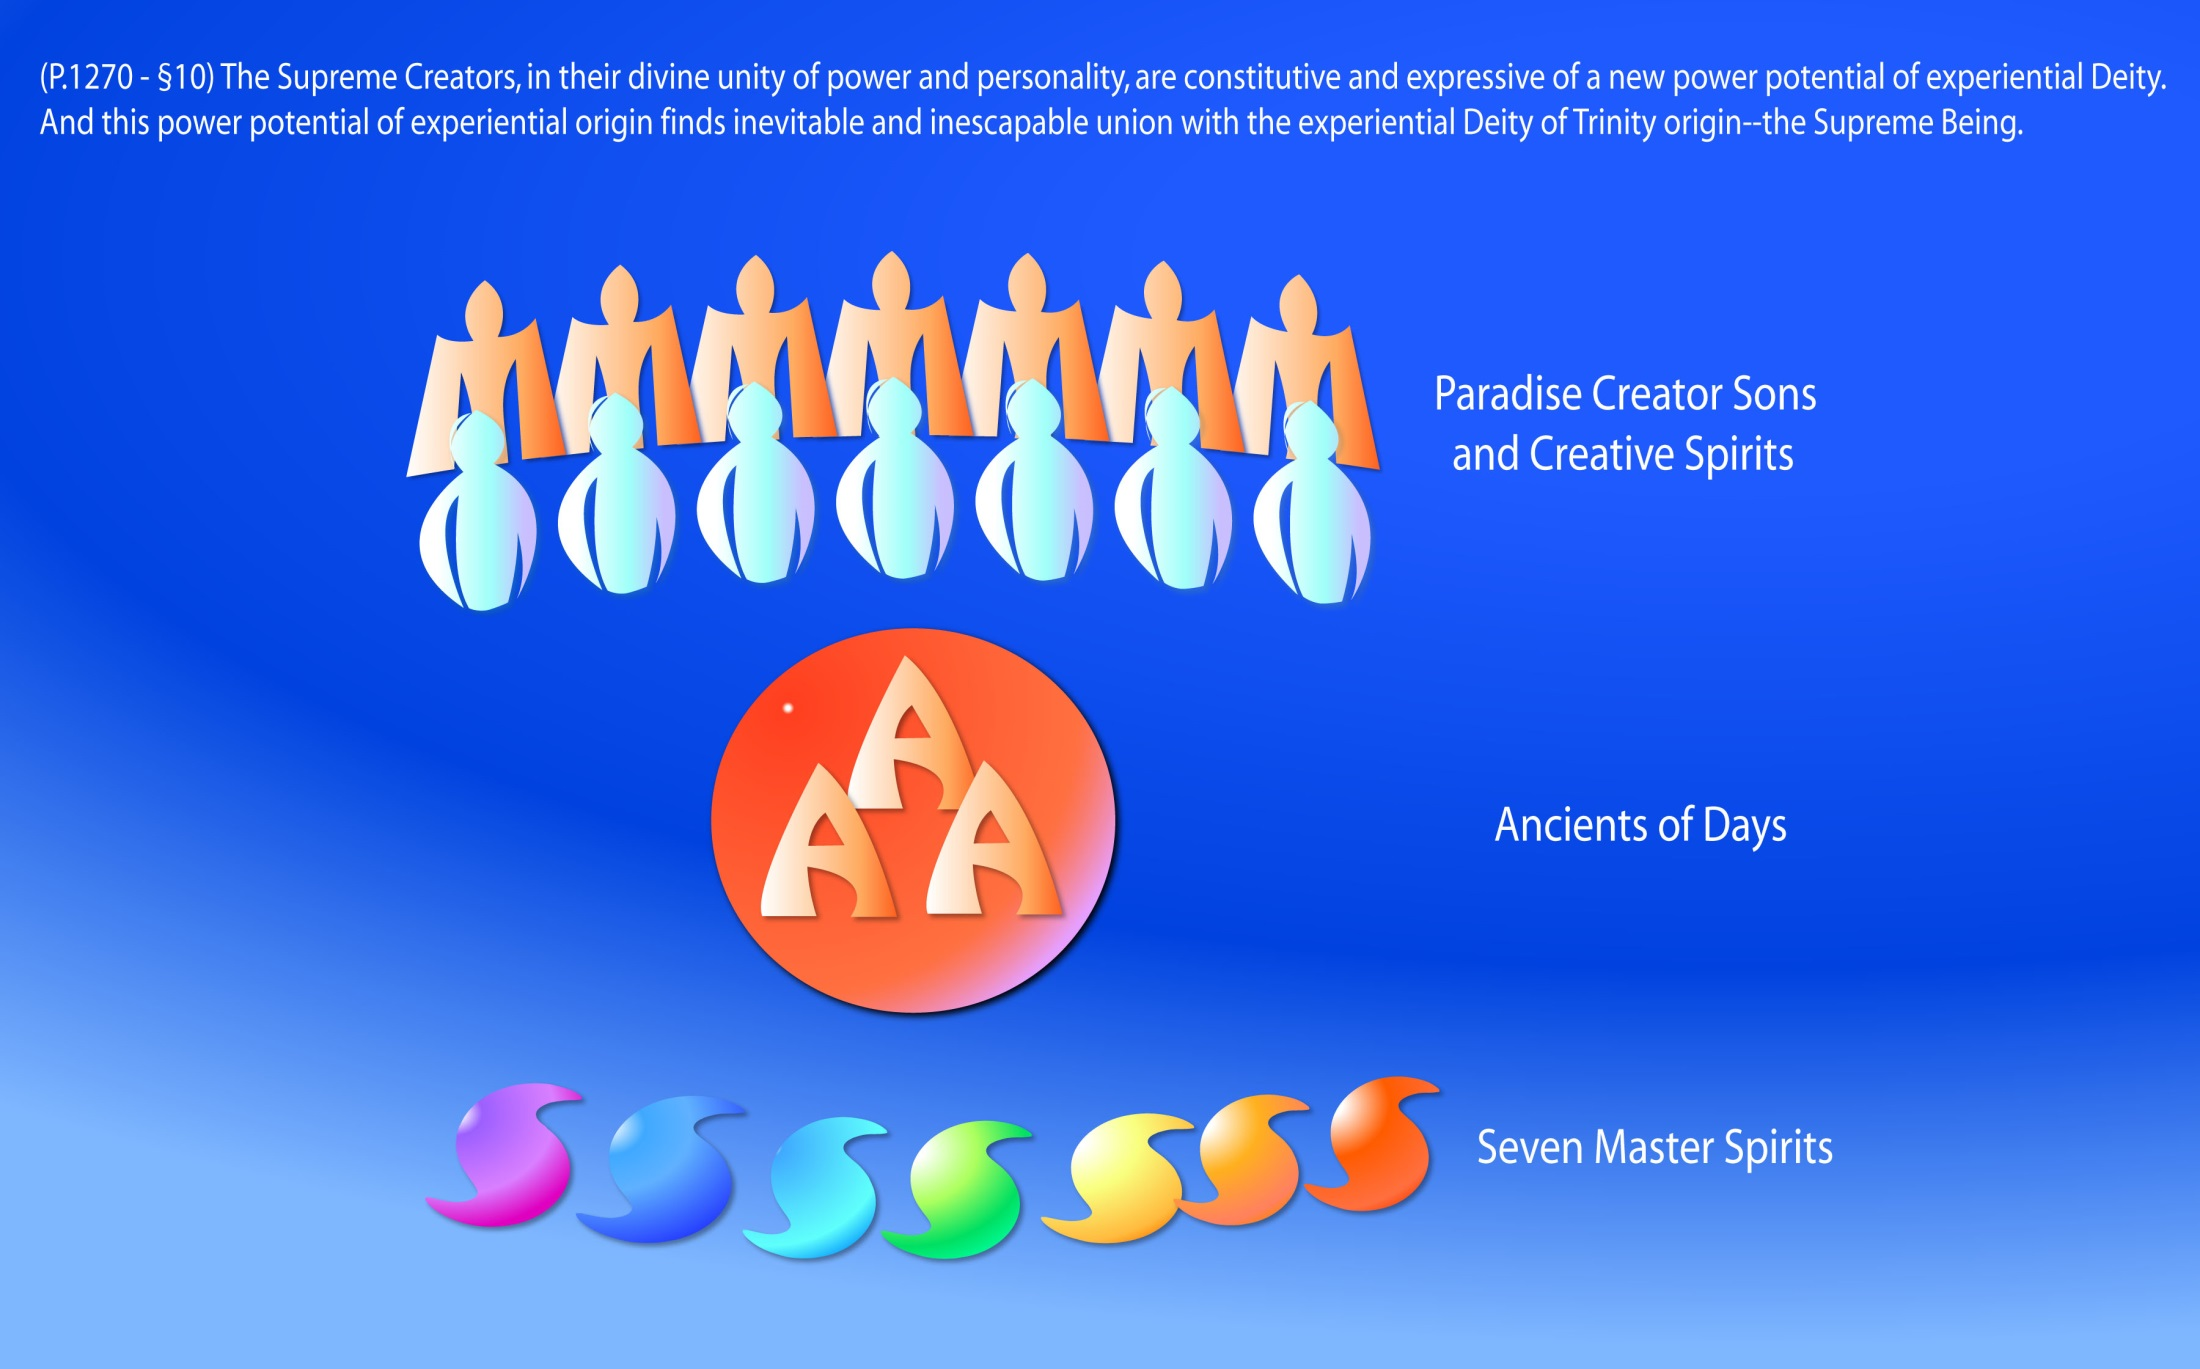 (P.1270 - §10) The Supreme Creators, in their divine unity of power and personality, are constitutive and expressive of a new power potential of experiential Deity.
And this power potential of experiential origin finds inevitable and inescapable union with the experiential Deity of Trinity origin--the Supreme Being.
Paradise Creator Sons
and Creative Spirits
A
A A
Ancients of Days
Seven Master Spirits